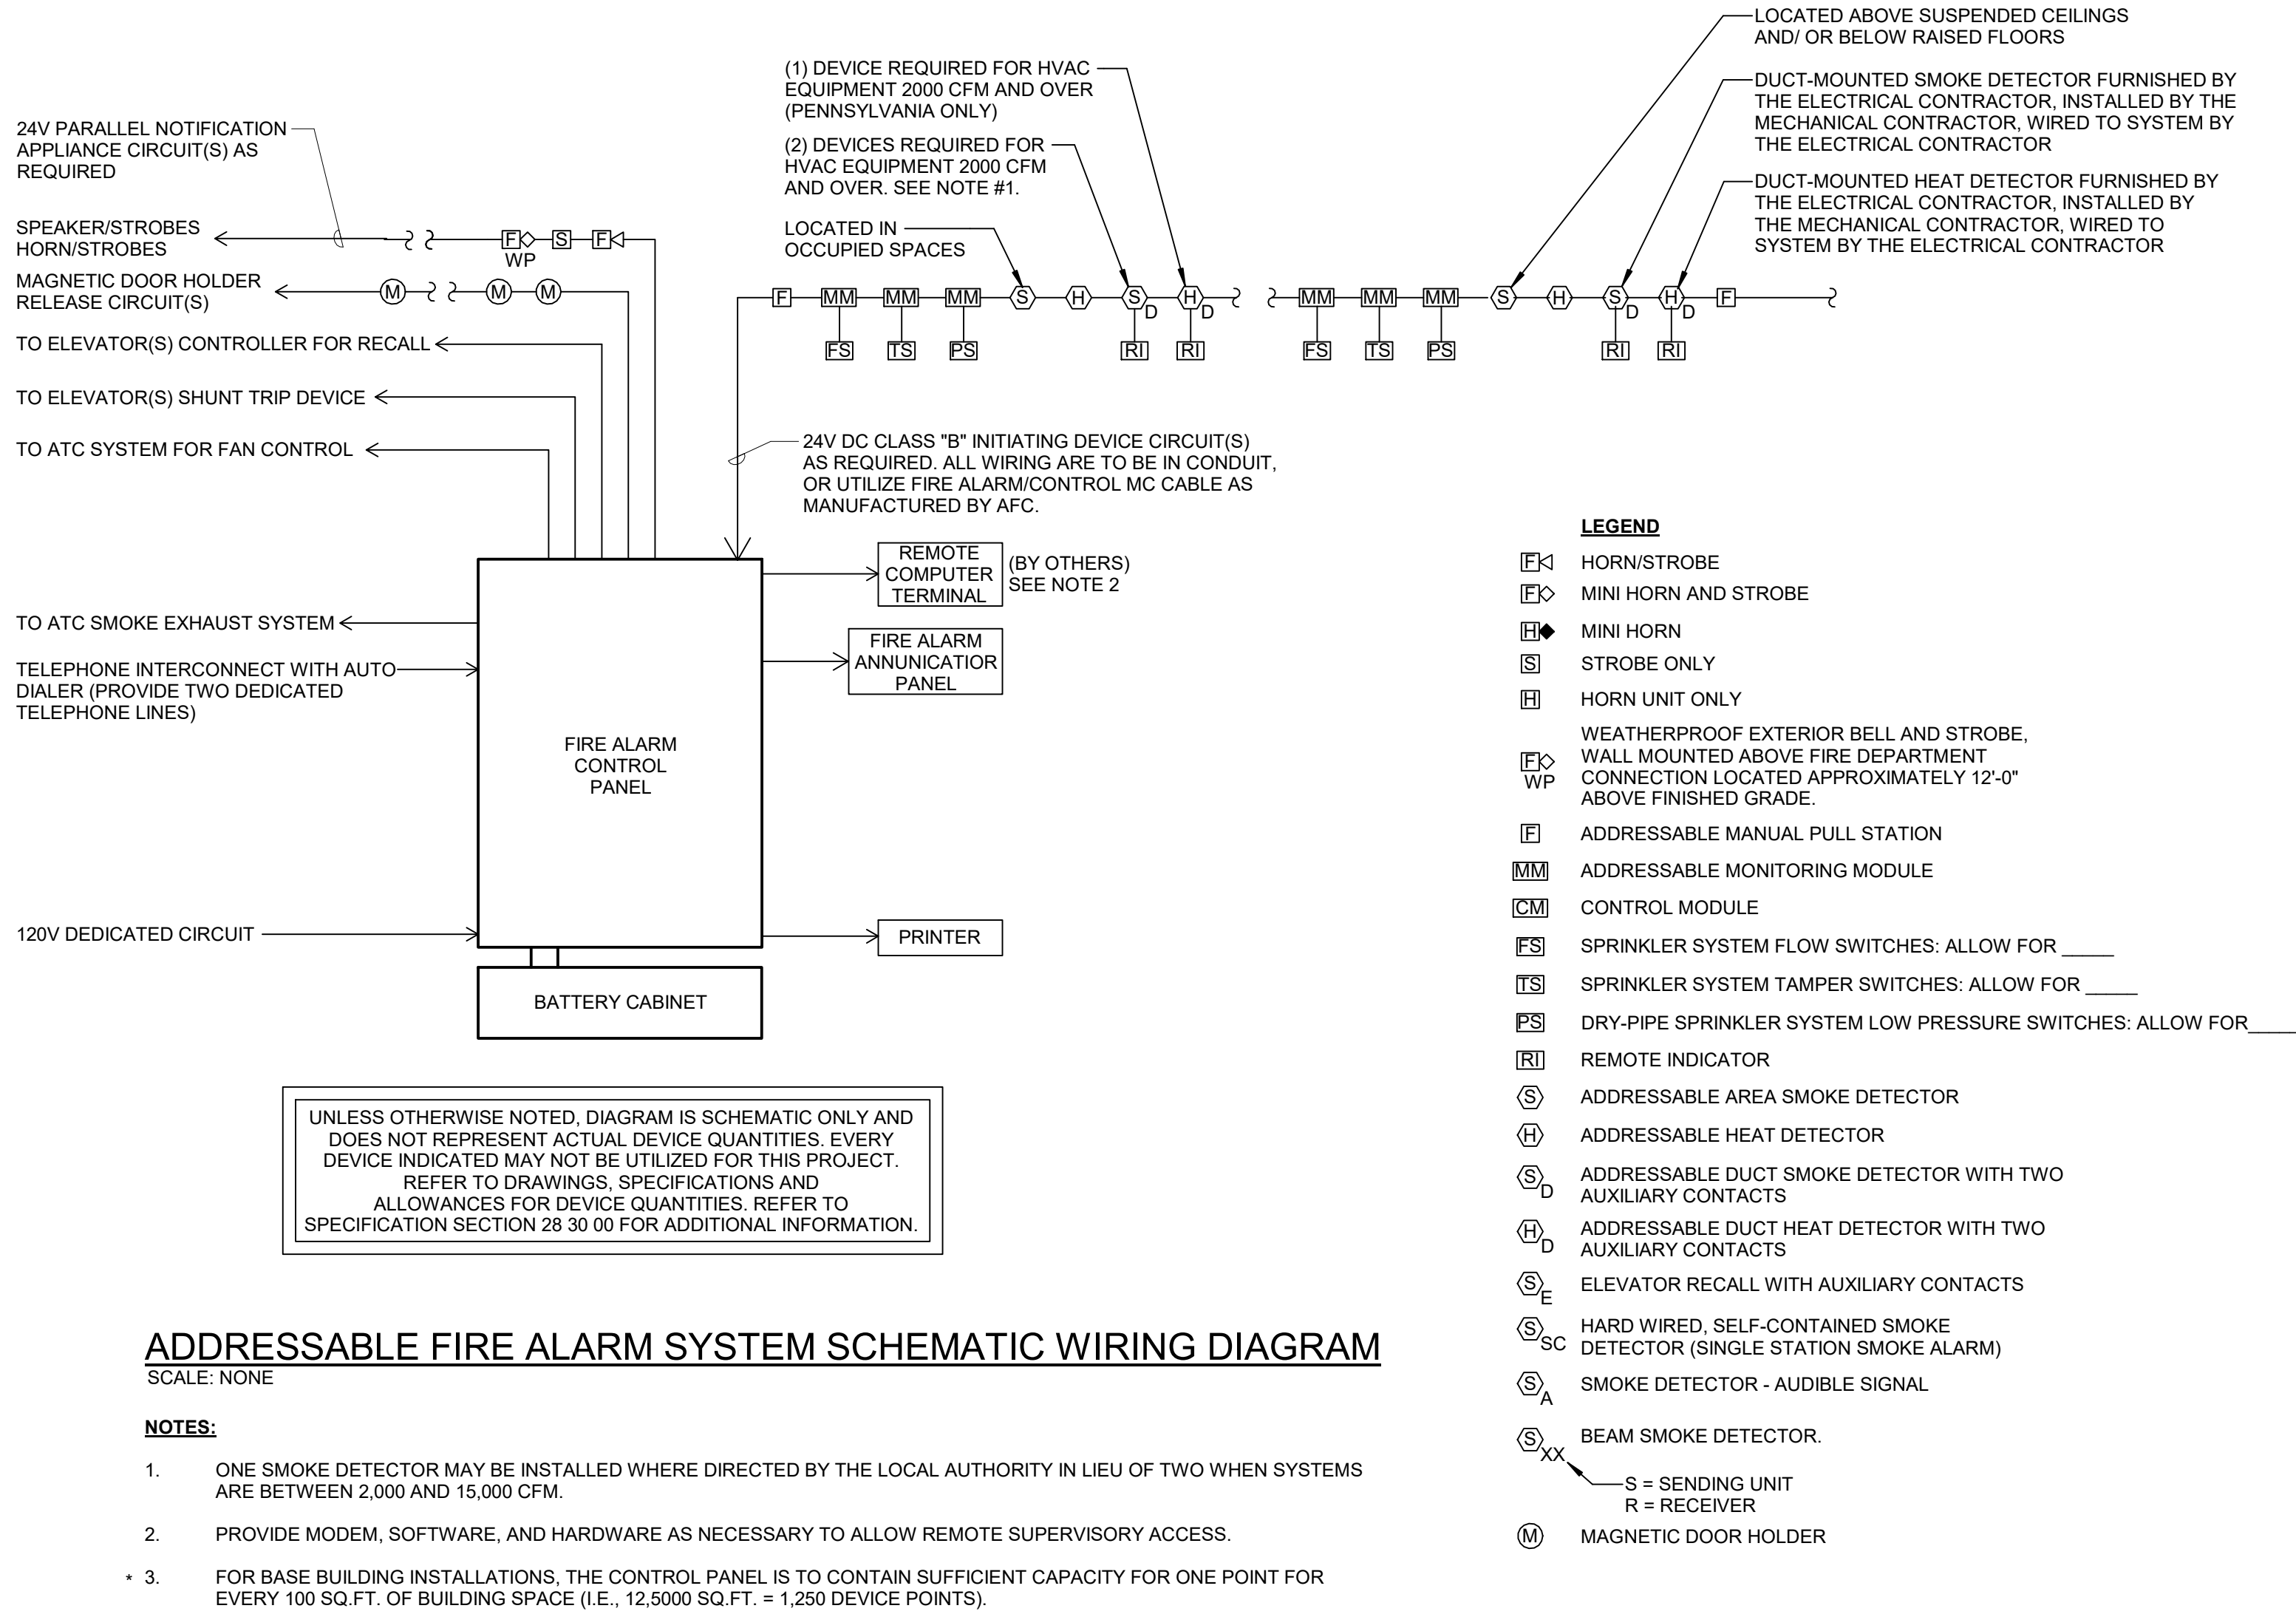 LOCATED ABOVE SUSPENDED CEILINGS
AND/ OR BELOW RAISED FLOORS
(1) DEVICE REQUIRED FOR HVAC
EQUIPMENT 2000 CFM AND OVER
(PENNSYLVANIA ONLY)
DUCT-MOUNTED SMOKE DETECTOR FURNISHED BY
THE ELECTRICAL CONTRACTOR, INSTALLED BY THE
MECHANICAL CONTRACTOR, WIRED TO SYSTEM BY
THE ELECTRICAL CONTRACTOR
24V PARALLEL NOTIFICATION
APPLIANCE CIRCUIT(S) AS
REQUIRED
(2) DEVICES REQUIRED FOR
HVAC EQUIPMENT 2000 CFM
AND OVER. SEE NOTE #1.
DUCT-MOUNTED HEAT DETECTOR FURNISHED BY
THE ELECTRICAL CONTRACTOR, INSTALLED BY
THE MECHANICAL CONTRACTOR, WIRED TO
SYSTEM BY THE ELECTRICAL CONTRACTOR
SPEAKER/STROBES
HORN/STROBES
F S F
WP
LOCATED IN
OCCUPIED SPACES
MAGNETIC DOOR HOLDER
RELEASE CIRCUIT(S)
M M M
F MM MM MM S H S D H D MM MM MM S H S D H D F
FS TS PS RI RI FS TS PS RI RI
TO ELEVATOR(S) CONTROLLER FOR RECALL
TO ELEVATOR(S) SHUNT TRIP DEVICE
TO ATC SYSTEM FOR FAN CONTROL
24V DC CLASS "B" INITIATING DEVICE CIRCUIT(S)
AS REQUIRED. ALL WIRING ARE TO BE IN CONDUIT,
OR UTILIZE FIRE ALARM/CONTROL MC CABLE AS
MANUFACTURED BY AFC.
REMOTE
COMPUTER
TERMINAL
(BY OTHERS)
SEE NOTE 2
TO ATC SMOKE EXHAUST SYSTEM
FIRE ALARM
ANNUNICATIOR
PANEL
TELEPHONE INTERCONNECT WITH AUTO
DIALER (PROVIDE TWO DEDICATED
TELEPHONE LINES)
FIRE ALARM
CONTROL
PANEL
120V DEDICATED CIRCUIT
PRINTER
BATTERY CABINET
UNLESS OTHERWISE NOTED, DIAGRAM IS SCHEMATIC ONLY AND
DOES NOT REPRESENT ACTUAL DEVICE QUANTITIES. EVERY
DEVICE INDICATED MAY NOT BE UTILIZED FOR THIS PROJECT.
REFER TO DRAWINGS, SPECIFICATIONS AND
ALLOWANCES FOR DEVICE QUANTITIES. REFER TO
SPECIFICATION SECTION 28 30 00 FOR ADDITIONAL INFORMATION.
LEGEND
F HORN/STROBE
F MINI HORN AND STROBE
H MINI HORN
S STROBE ONLY
H HORN UNIT ONLY
F WP
WEATHERPROOF EXTERIOR BELL AND STROBE,
WALL MOUNTED ABOVE FIRE DEPARTMENT
CONNECTION LOCATED APPROXIMATELY 12'-0"
ABOVE FINISHED GRADE.
F ADDRESSABLE MANUAL PULL STATION
MM ADDRESSABLE MONITORING MODULE
CM CONTROL MODULE
FS SPRINKLER SYSTEM FLOW SWITCHES: ALLOW FOR _____
TS SPRINKLER SYSTEM TAMPER SWITCHES: ALLOW FOR _____
PS DRY-PIPE SPRINKLER SYSTEM LOW PRESSURE SWITCHES: ALLOW FOR_____
RI REMOTE INDICATOR
S ADDRESSABLE AREA SMOKE DETECTOR
H ADDRESSABLE HEAT DETECTOR
S D ADDRESSABLE DUCT SMOKE DETECTOR WITH TWO
AUXILIARY CONTACTS
H D ADDRESSABLE DUCT HEAT DETECTOR WITH TWO
AUXILIARY CONTACTS
S E ELEVATOR RECALL WITH AUXILIARY CONTACTS
S SC HARD WIRED, SELF-CONTAINED SMOKE
DETECTOR (SINGLE STATION SMOKE ALARM)
S A SMOKE DETECTOR - AUDIBLE SIGNAL
S XX BEAM SMOKE DETECTOR.
S = SENDING UNIT
R = RECEIVER
M MAGNETIC DOOR HOLDER
ADDRESSABLE FIRE ALARM SYSTEM SCHEMATIC WIRING DIAGRAM
SCALE: NONE
NOTES:
1. ONE SMOKE DETECTOR MAY BE INSTALLED WHERE DIRECTED BY THE LOCAL AUTHORITY IN LIEU OF TWO WHEN SYSTEMS
ARE BETWEEN 2,000 AND 15,000 CFM.
2. PROVIDE MODEM, SOFTWARE, AND HARDWARE AS NECESSARY TO ALLOW REMOTE SUPERVISORY ACCESS.
* 3. FOR BASE BUILDING INSTALLATIONS, THE CONTROL PANEL IS TO CONTAIN SUFFICIENT CAPACITY FOR ONE POINT FOR
EVERY 100 SQ.FT. OF BUILDING SPACE (I.E., 12,5000 SQ.FT. = 1,250 DEVICE POINTS).